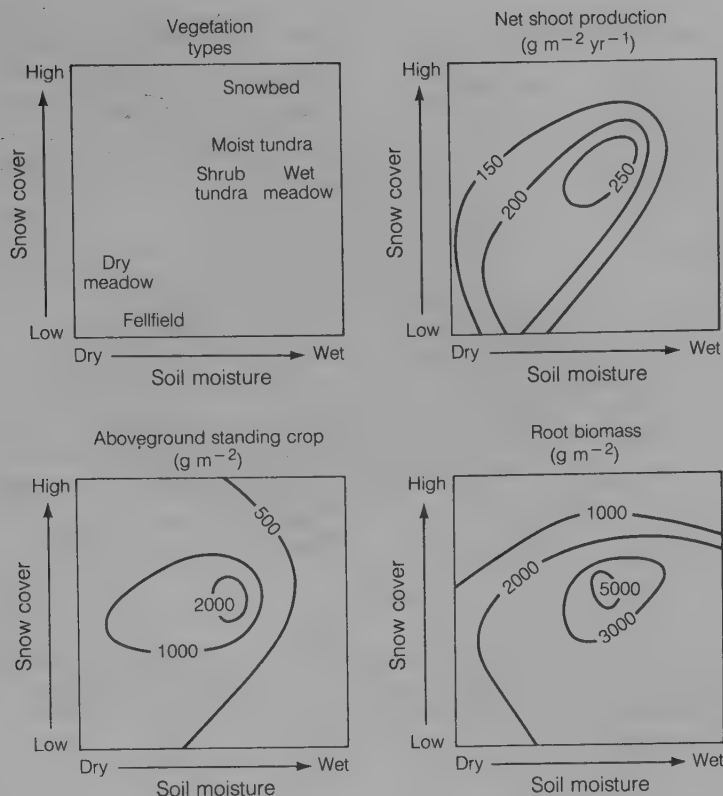 Vegetation
types
High
Snow cover
Low
Snowbed
Moist tundra
Shrub
tundra
Wet
meadow
Dry
meadow
Fellfield
Dry
Wet
Soil moisture
Net shoot production
(g m−2 yr−1)
High
Snow cover
Low
150
200
250
Dry
Wet
Soil moisture
Aboveground standing crop
(g m−2)
High
Snow cover
Low
500
2000
1000
Dry
Wet
Soil moisture
Root biomass
(g m−2)
High
Snow cover
Low
1000
2000
5000
3000
Dry
Wet
Soil moisture